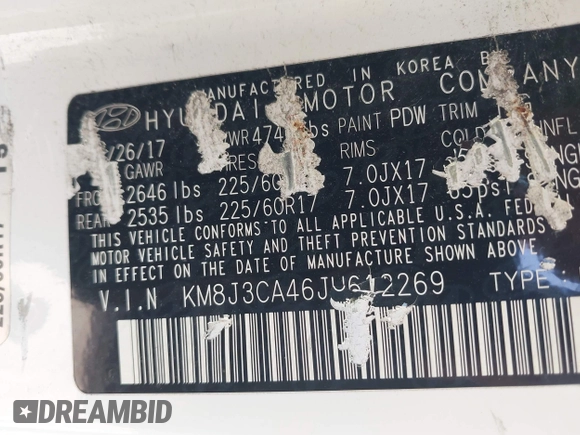 MANUFACTURED IN KOREA
HYUNDAI MOTOR COMPANY
/26/17 PAINT PDW TRIM
GAWR RIMS INFL
2646 lbs 7.0JX17
REAR 2535 lbs 225/60R17 7.0JX17
THIS VEHICLE CONFORMS TO ALL APPLICABLE U.S.A. FED
MOTOR VEHICLE SAFETY AND THEFT PREVENTION STANDARDS
IN EFFECT ON THE DATE OF MANUFACTURE SHOWN ABOVE
V.I.N KM8J3CA46JU612269 TYPE
DREAMBID